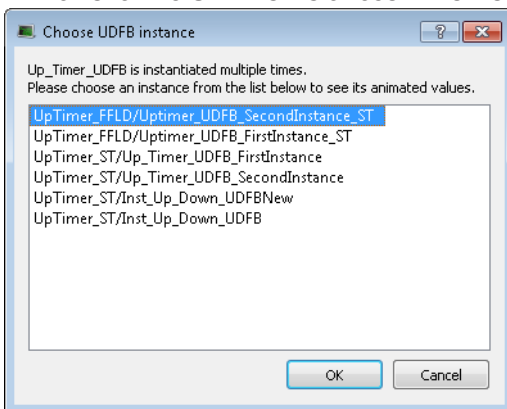 Choose UDFB instance
Up_Timer_UDFB is instantiated multiple times.
Please choose an instance from the list below to see its animated values.
UpTimer_FFLD/Uptimer_UDFB_SecondInstance_ST
UpTimer_FFLD/Uptimer_UDFB_FirstInstance_ST
UpTimer_ST/Up_Timer_UDFB_FirstInstance
UpTimer_ST/Up_Timer_UDFB_SecondInstance
UpTimer_ST/Inst_Up_Down_UDFBNew
UpTimer_ST/Inst_Up_Down_UDFB
OK Cancel